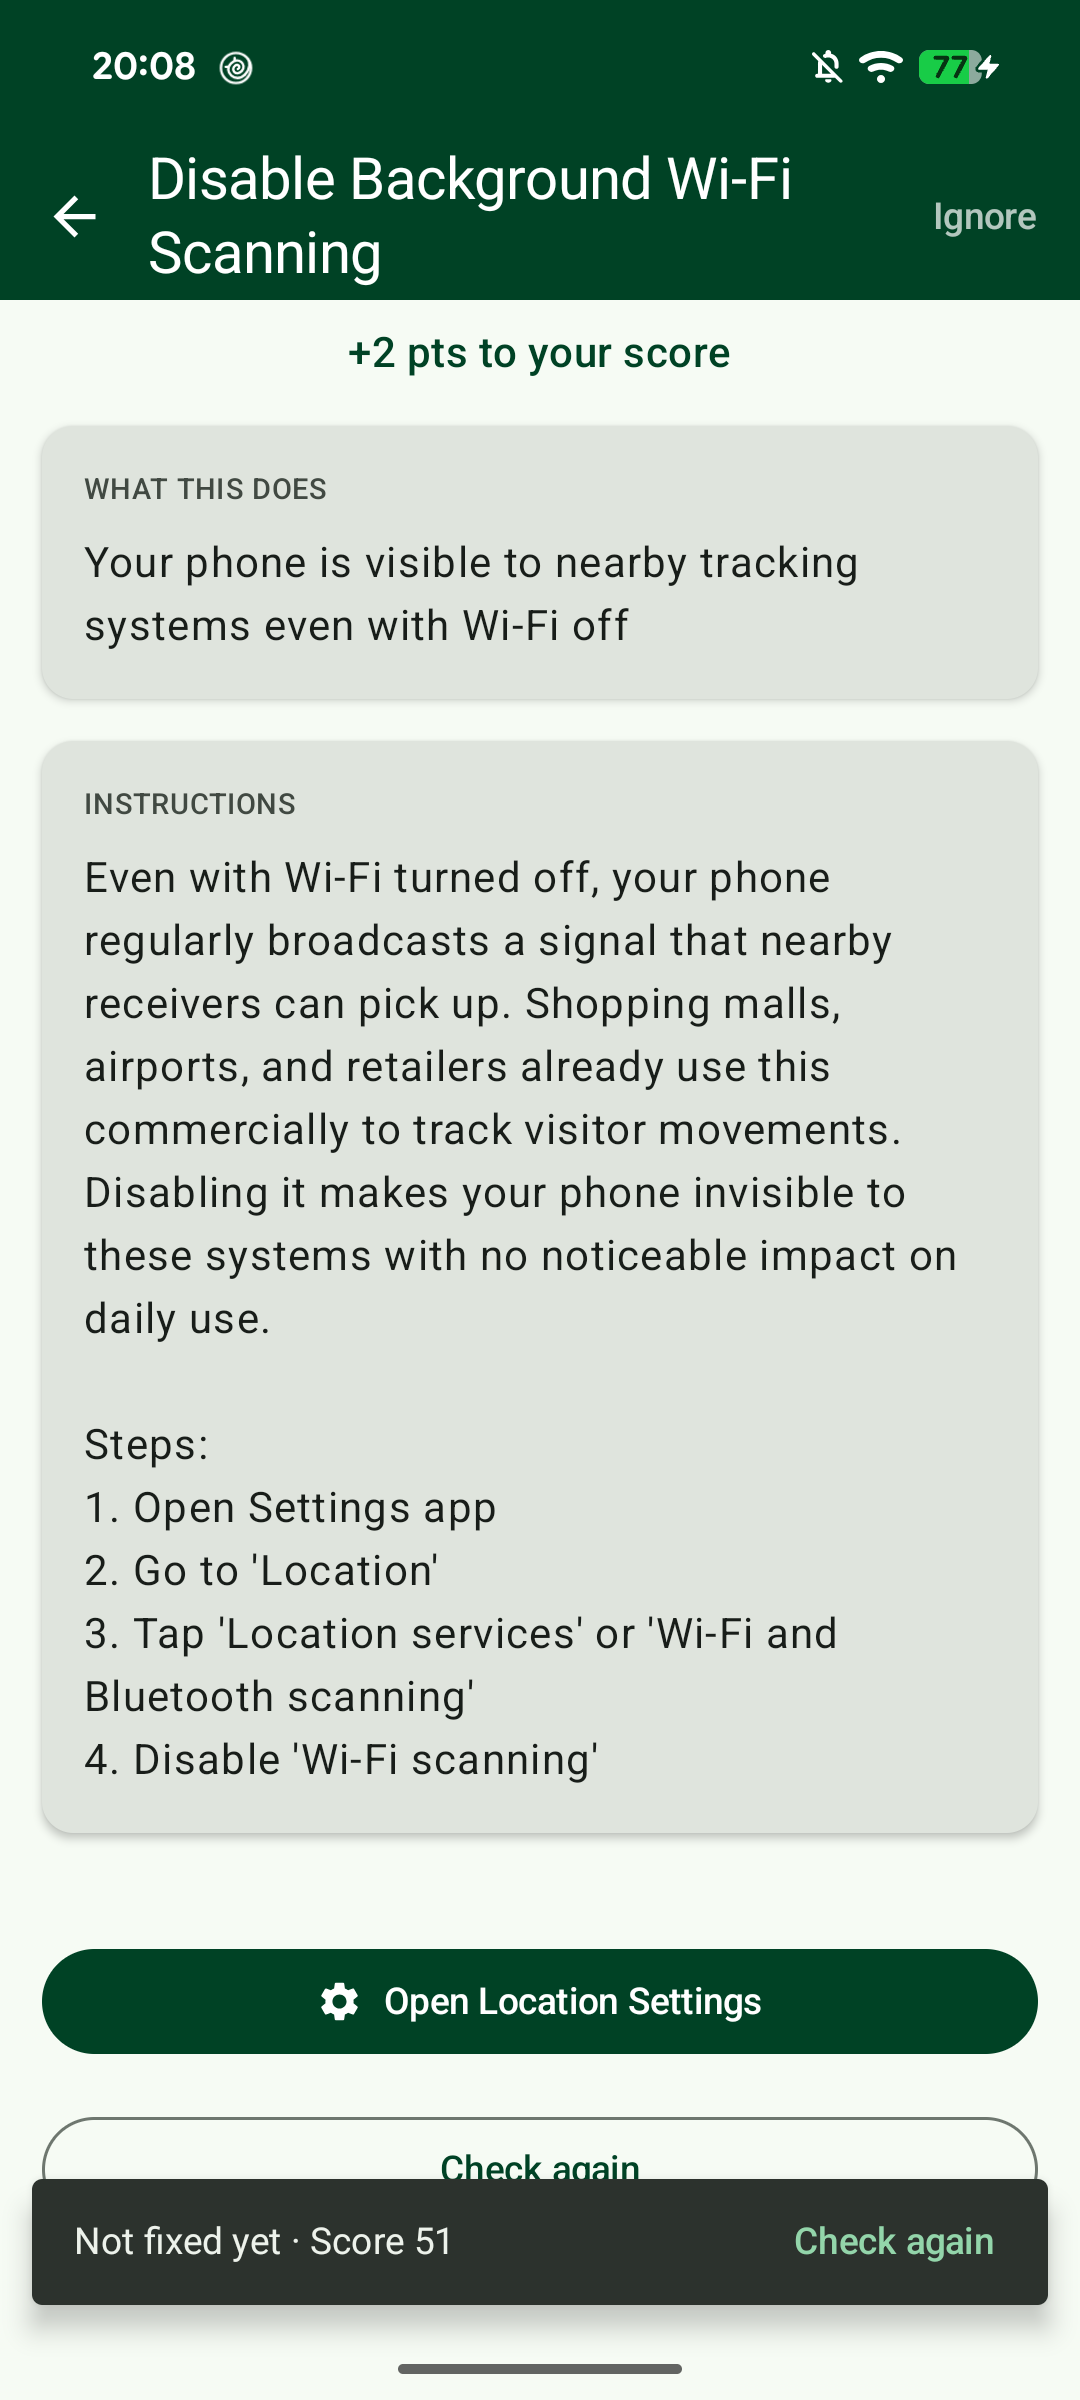 20:08
77
Disable Background Wi-Fi
Scanning
Ignore
+2 pts to your score
WHAT THIS DOES
Your phone is visible to nearby tracking
systems even with Wi-Fi off
INSTRUCTIONS
Even with Wi-Fi turned off, your phone
regularly broadcasts a signal that nearby
receivers can pick up. Shopping malls,
airports, and retailers already use this
commercially to track visitor movements.
Disabling it makes your phone invisible to
these systems with no noticeable impact on
daily use.
Steps:
1. Open Settings app
2. Go to 'Location'
3. Tap 'Location services' or 'Wi-Fi and
Bluetooth scanning'
4. Disable 'Wi-Fi scanning'
Open Location Settings
Check again
Not fixed yet · Score 51
Check again